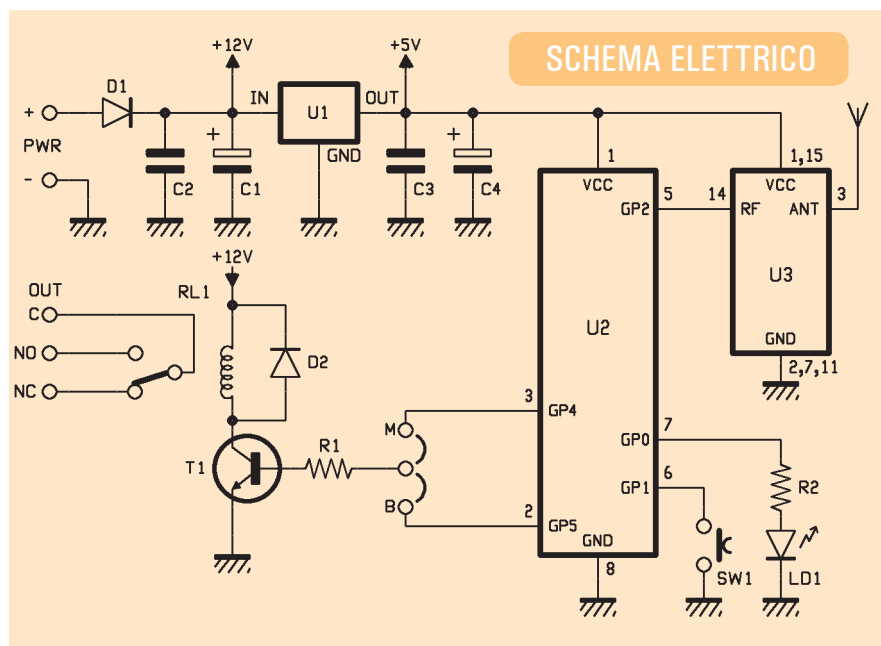 SCHEMA ELETTRICO
+12V
+5V
D1
IN
U1
OUT
+
PWR
-
GND
+
+
C2
C1
C3
C4
1
VCC
GP2
5
14
1,15
VCC
RF
ANT
3
U3
GND
2,7,11
+12V
RL1
OUT
C
NO
NC
D2
U2
3
GP4
M
R1
T1
B
2
GP5
GND
8
7
GP0
6
GP1
R2
SW1
LD1